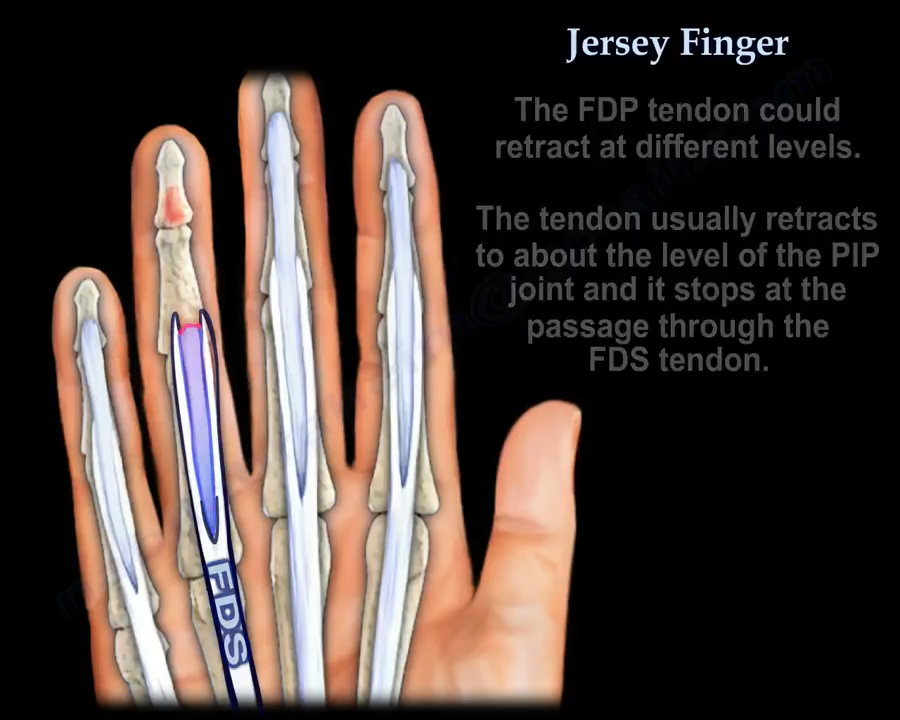 Jersey Finger
The FDP tendon could
retract at different levels.
The tendon usually retracts
to about the level of the PIP
joint and it stops at the
passage through the
FDS tendon.
FDS